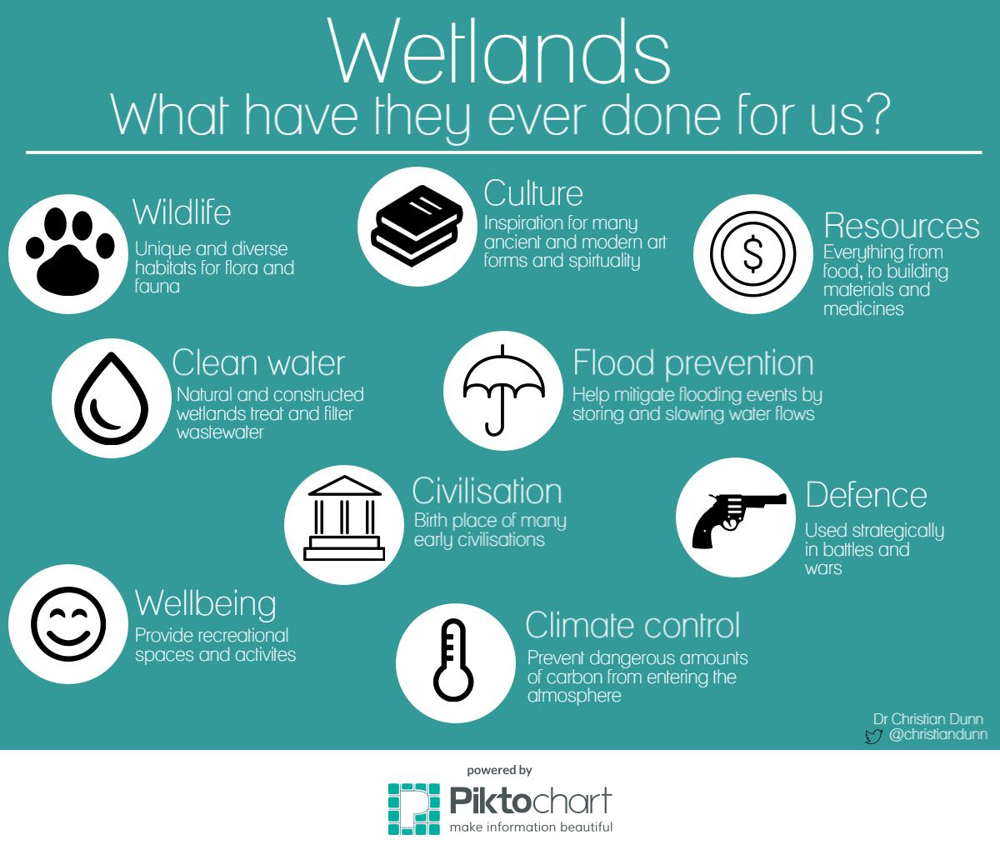 Wetlands
What have they ever done for us?
Wildlife
Unique and diverse
habitats for flora and
fauna
Culture
Inspiration for many
ancient and modern art
forms and spirtuality
$
Resources
Everything from
food, to building
materials and
medicines
Clean water
Natural and constructed
wetlands treat and filter
wastewater
Flood prevention
Help mitigate flooding events by
storing and slowing water flows
Civilisation
Birth place of many
early civilisations
Defence
Used strategically
in battles and
wars
Wellbeing
Provide recreational
spaces and activites
Climate control
Prevent dangerous amounts
of carbon from entering the
atmosphere
Dr Christian Dunn
@christiandunn
powered by
P
Piktochart
make information beautiful